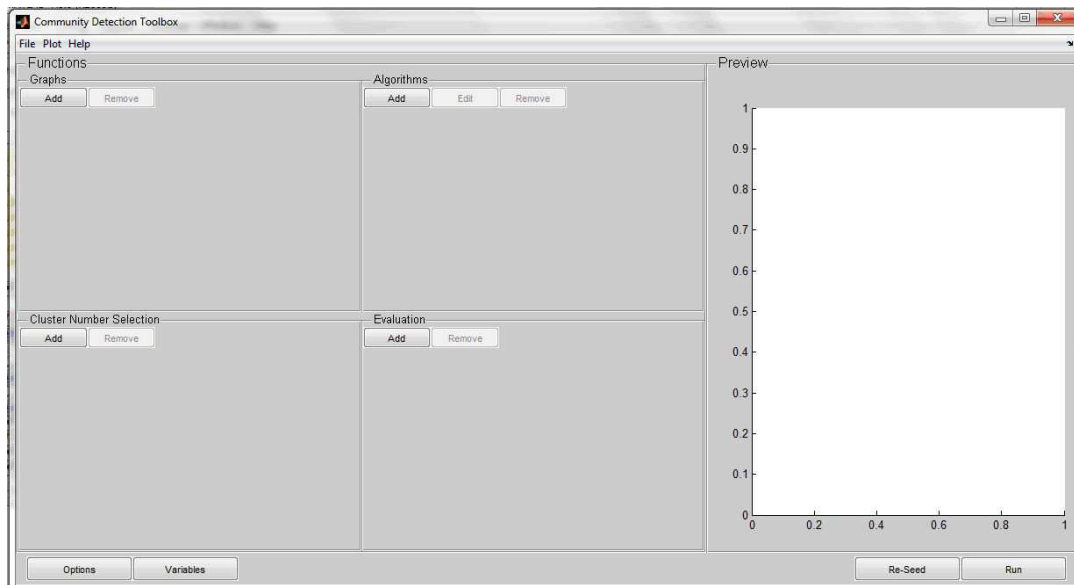 Community Detection Toolbox
File Plot Help
Functions
Graphs
Add Remove
Algorithms
Add Edit Remove
Cluster Number Selection
Add Remove
Evaluation
Add Remove
Preview
1
0.9
0.8
0.7
0.6
0.5
0.4
0.3
0.2
0.1
0
0 0.2 0.4 0.6 0.8 1
Options Variables Re-Seed Run